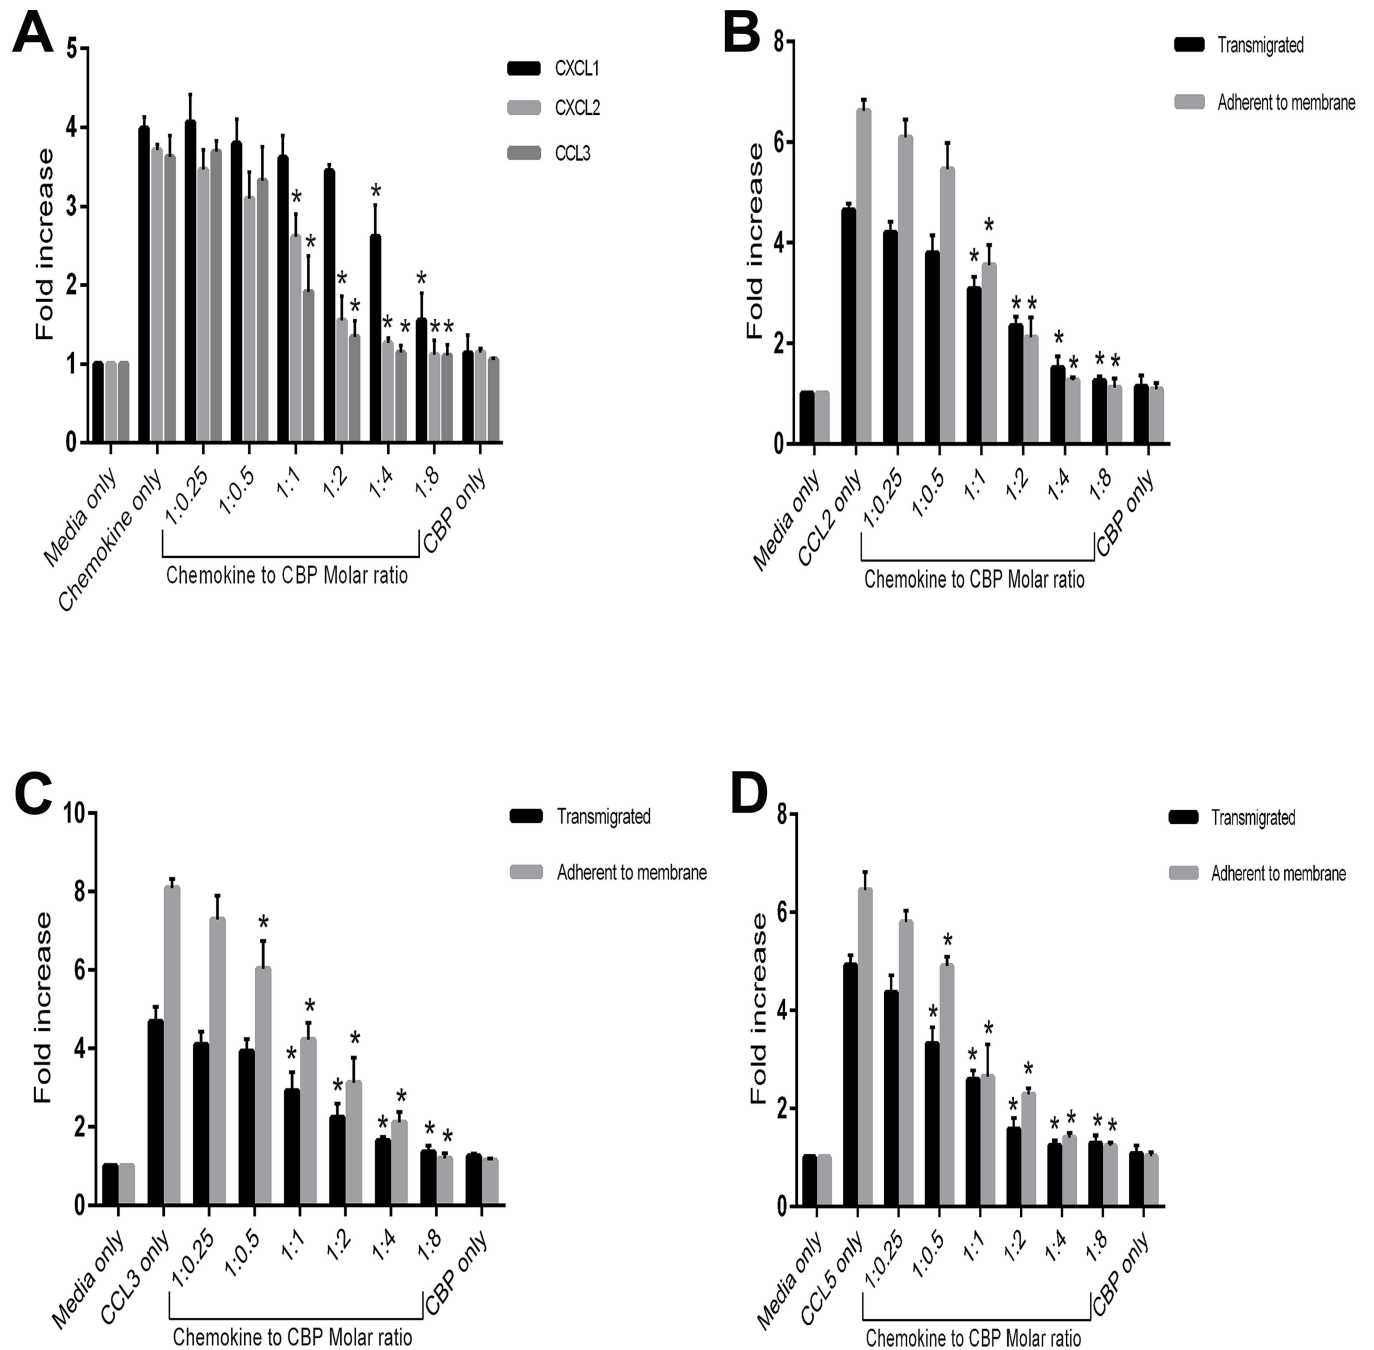 A
5
4
3
2
1
0
Fold increase
CXCL1
CXCL2
CCL3
* * * * * * * * *
Media only
Chemokine only
1:0.25
1:0.5
1:1
1:2
1:4
1:8
CBP only
Chemokine to CBP Molar ratio
B
8
6
4
2
0
Fold increase
Transmigrated
Adherent to membrane
* * * * * * * *
Media only
CCL2 only
1:0.25
1:0.5
1:1
1:2
1:4
1:8
CBP only
Chemokine to CBP Molar ratio
C
10
8
6
4
2
0
Fold increase
Transmigrated
Adherent to membrane
* * * * * * * * *
Media only
CCL3 only
1:0.25
1:0.5
1:1
1:2
1:4
1:8
CBP only
Chemokine to CBP Molar ratio
D
8
6
4
2
0
Fold increase
Transmigrated
Adherent to membrane
* * * * * * * * * *
Media only
CCL5 only
1:0.25
1:0.5
1:1
1:2
1:4
1:8
CBP only
Chemokine to CBP Molar ratio